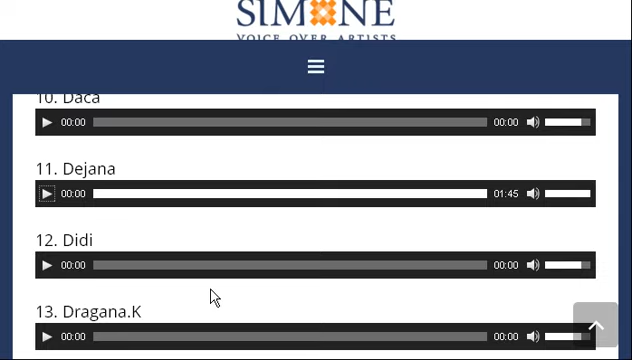 SIMONE
VOICE OVER ARTISTS
10. Daca
00:00 00:00
11. Dejana
00:00 01:45
12. Didi
00:00 00:00
13. Dragana.K
00:00 00:00